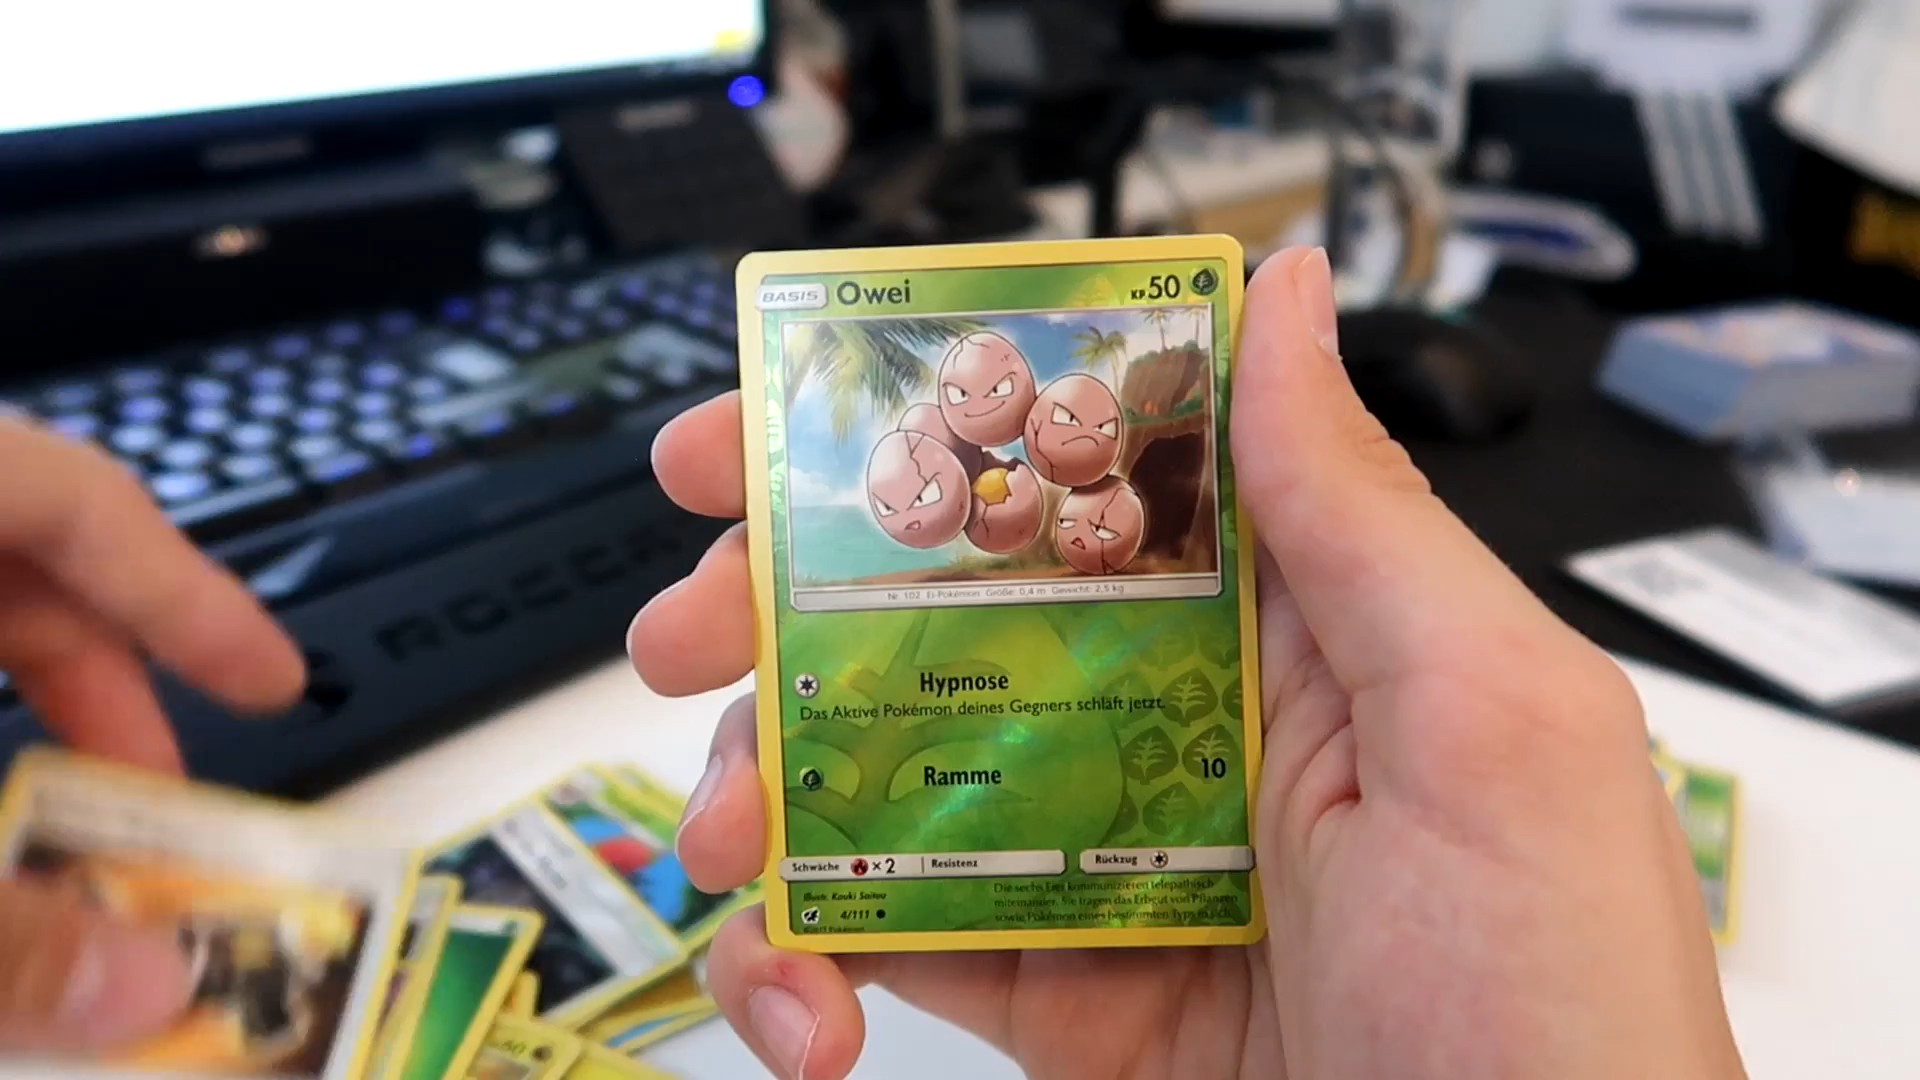 BASIS Owei KP 50
Nr. 102 Ei-Pokémon Größe: 0,4 m Gewicht: 2,5 kg
Hypnose
Das Aktive Pokémon deines Gegners schläft jetzt.
Ramme 10
Schwäche ×2 Resistenz Rückzug
Illustr. Kouki Saitou
4/111
©2017 Pokémon
Die sechs Eier kommunizieren telepathisch
miteinander. Sie tragen das Erbgut von Pflanzen
sowie Pokémon eines bestimmten Typs in sich.
ROCCAT